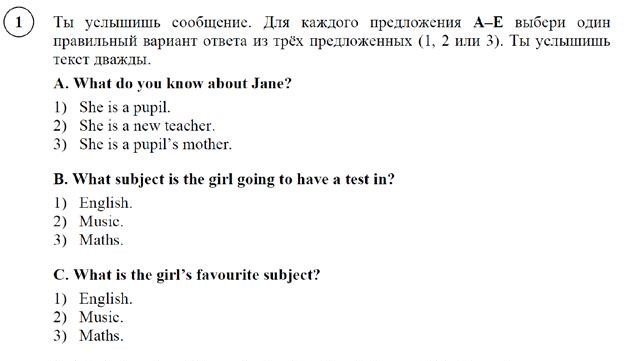 1 Ты услышишь сообщение. Для каждого предложения A–E выбери один
правильный вариант ответа из трёх предложенных (1, 2 или 3). Ты услышишь
текст дважды.
A. What do you know about Jane?
1) She is a pupil.
2) She is a new teacher.
3) She is a pupil’s mother.
B. What subject is the girl going to have a test in?
1) English.
2) Music.
3) Maths.
C. What is the girl’s favourite subject?
1) English.
2) Music.
3) Maths.